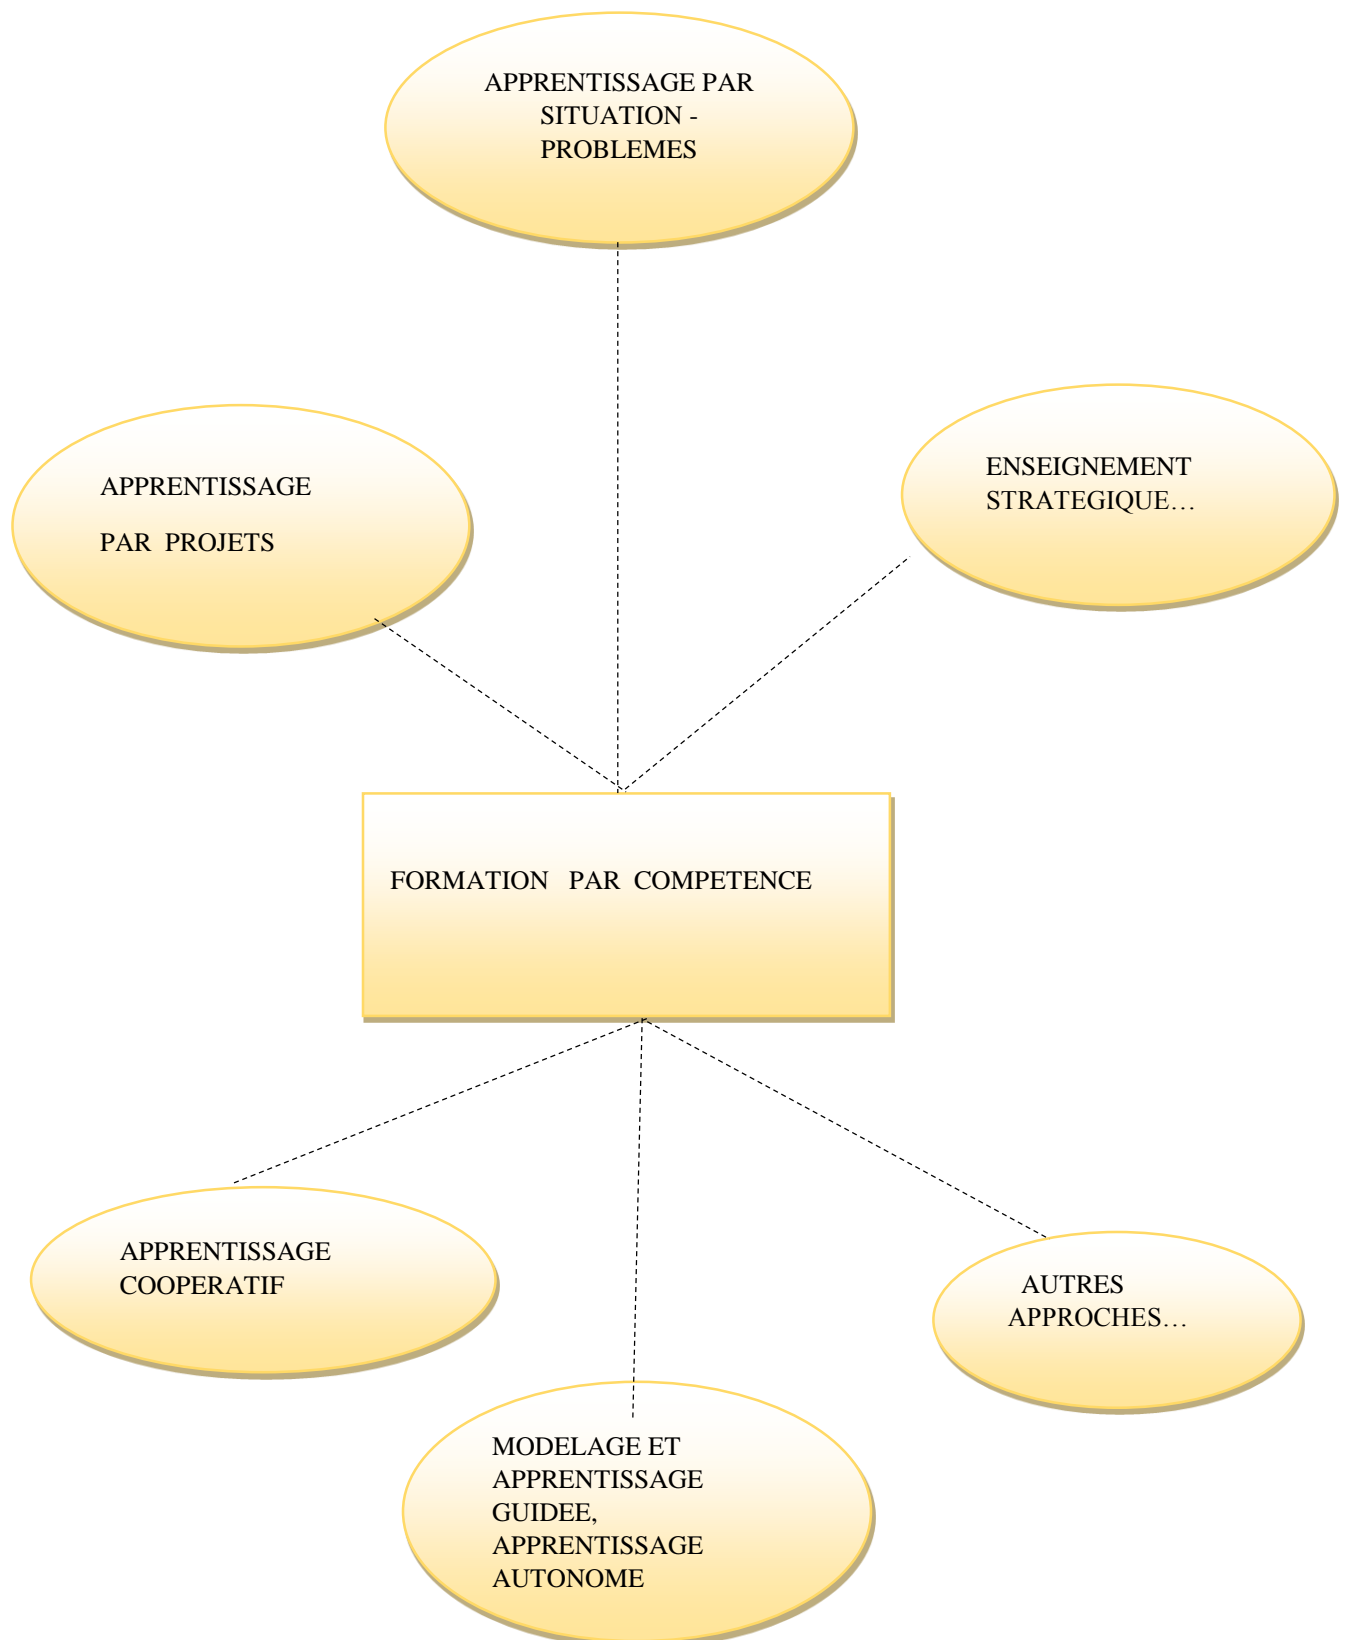 APPRENTISSAGE PAR
SITUATION -
PROBLEMES
ENSEIGNEMENT
STRATEGIQUE…
APPRENTISSAGE
PAR PROJETS
FORMATION PAR COMPETENCE
APPRENTISSAGE
COOPERATIF
AUTRES
APPROCHES…
MODELAGE ET
APPRENTISSAGE
GUIDEE,
APPRENTISSAGE
AUTONOME